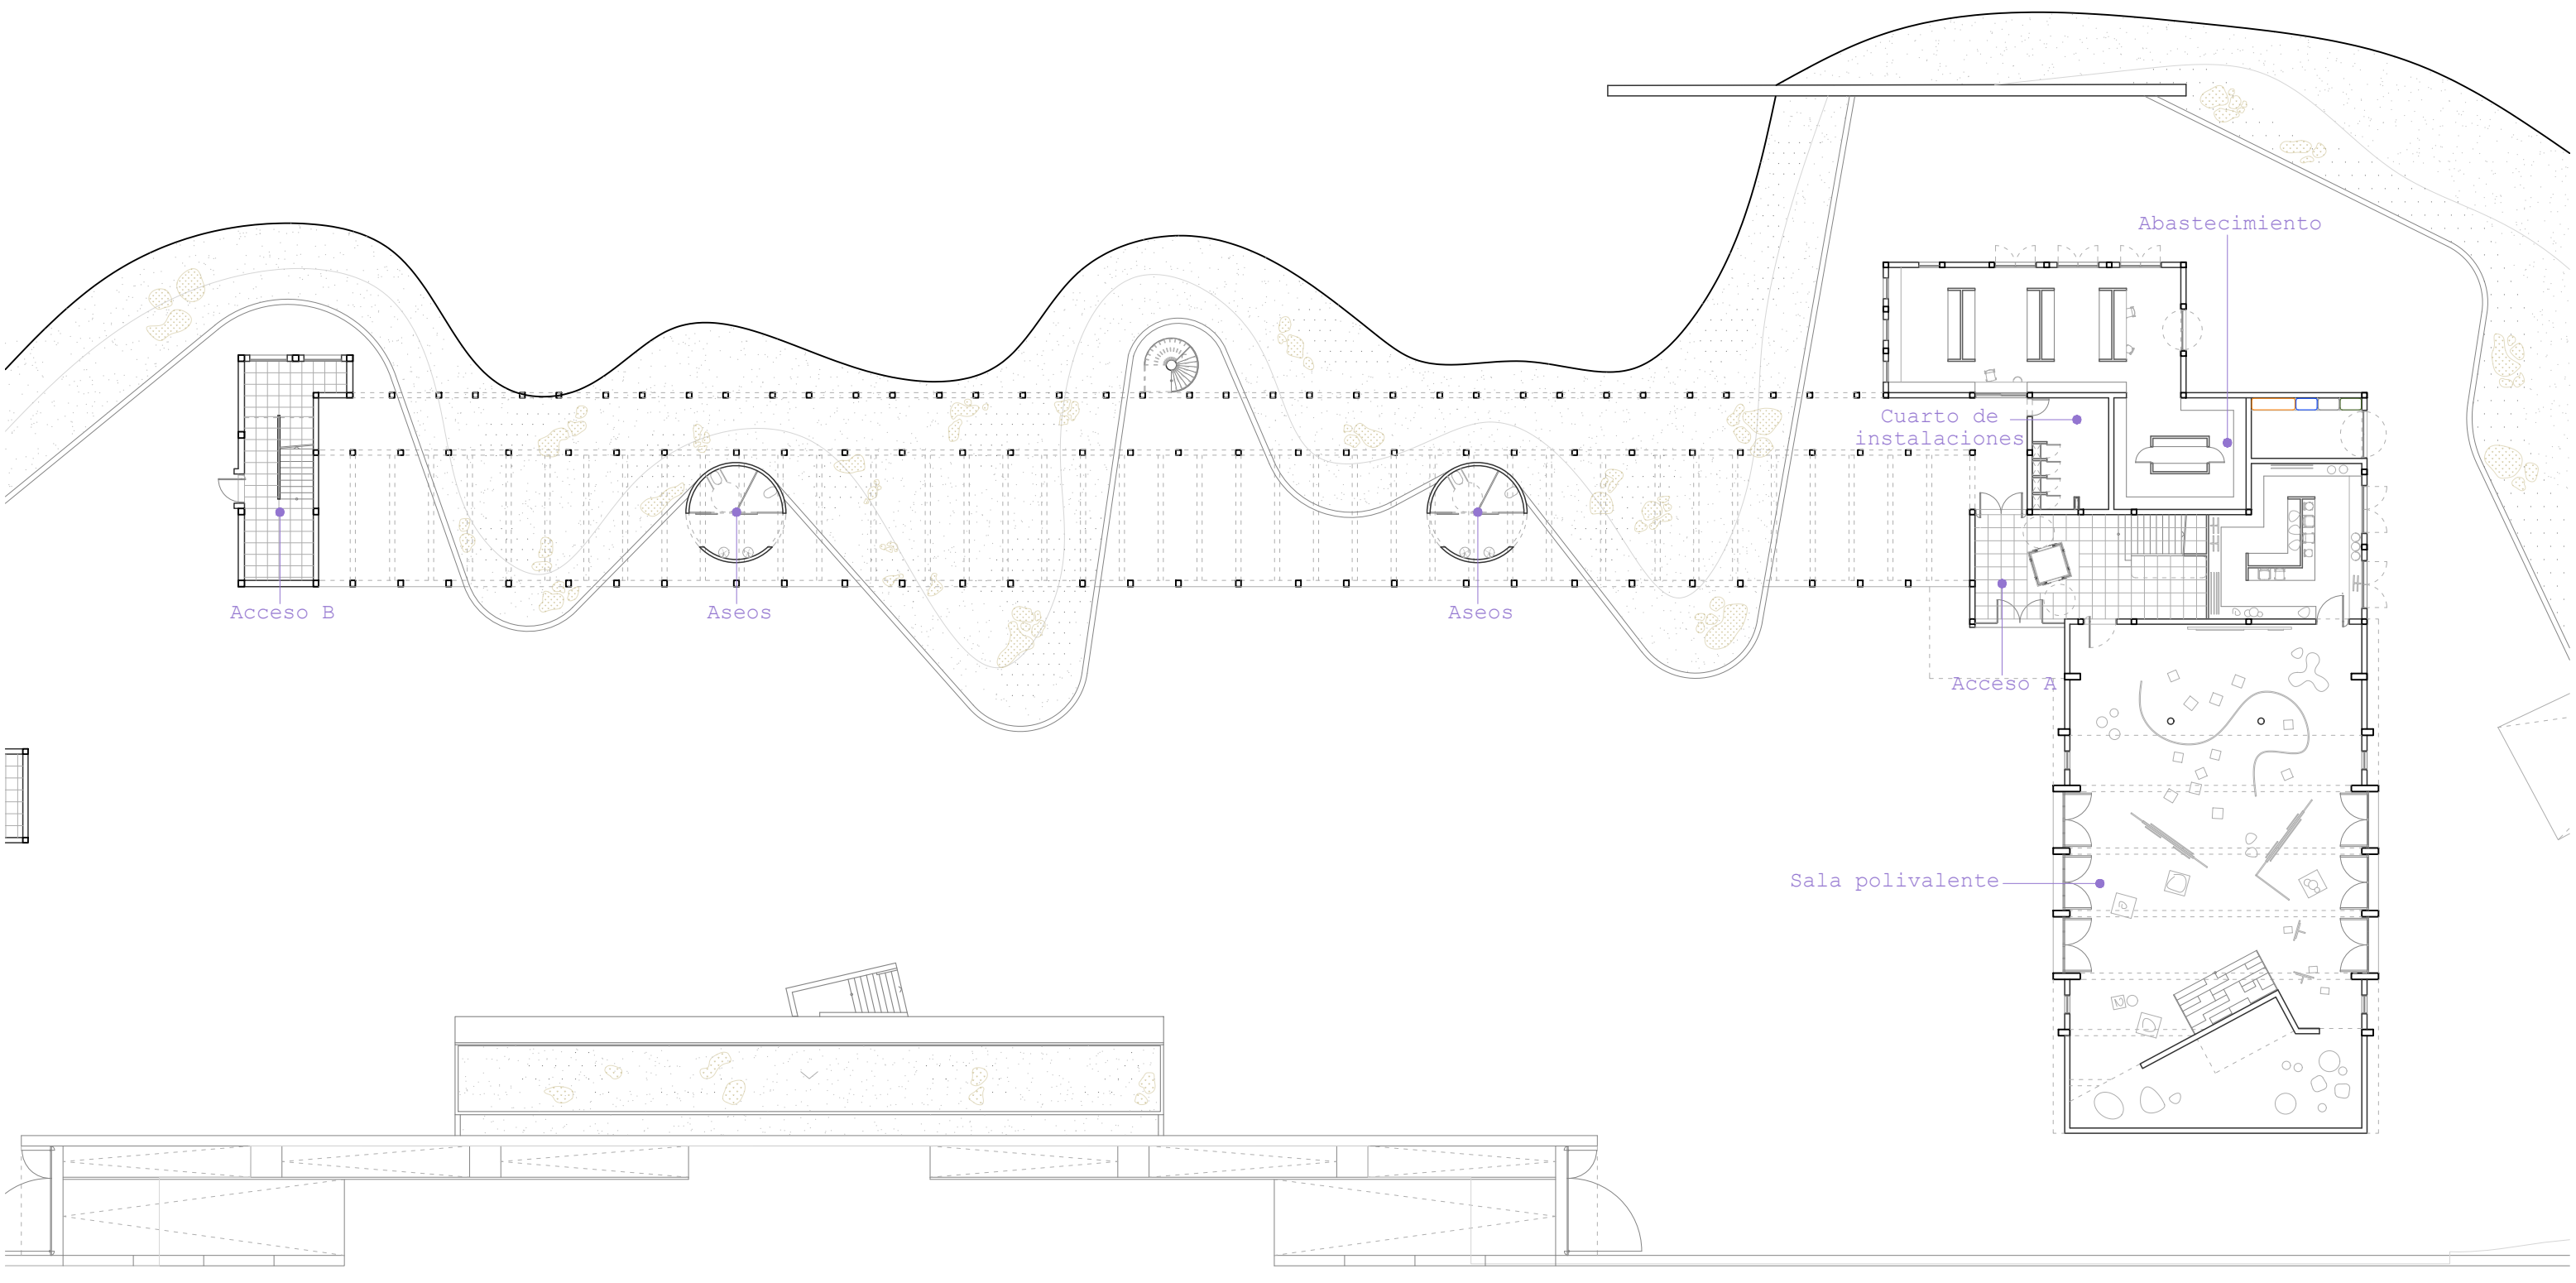 Abastecimiento
Cuarto de
instalaciones
Acceso B
Aseos
Aseos
Acceso A
Sala polivalente